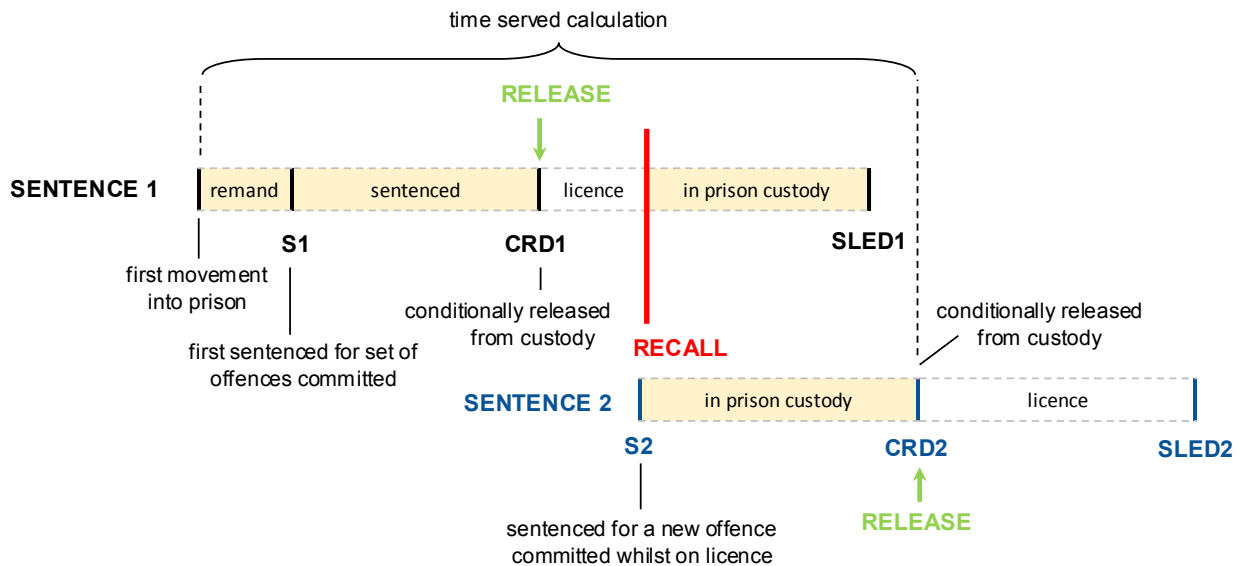 time served calculation
RELEASE
SENTENCE 1
remand
sentenced
licence
in prison custody
S1
CRD1
SLED1
first movement
into prison
conditionally released
from custody
conditionally released
from custody
first sentenced for set of
offences committed
RECALL
SENTENCE 2
in prison custody
licence
S2
CRD2
SLED2
sentenced for a new offence
committed whilst on licence
RELEASE